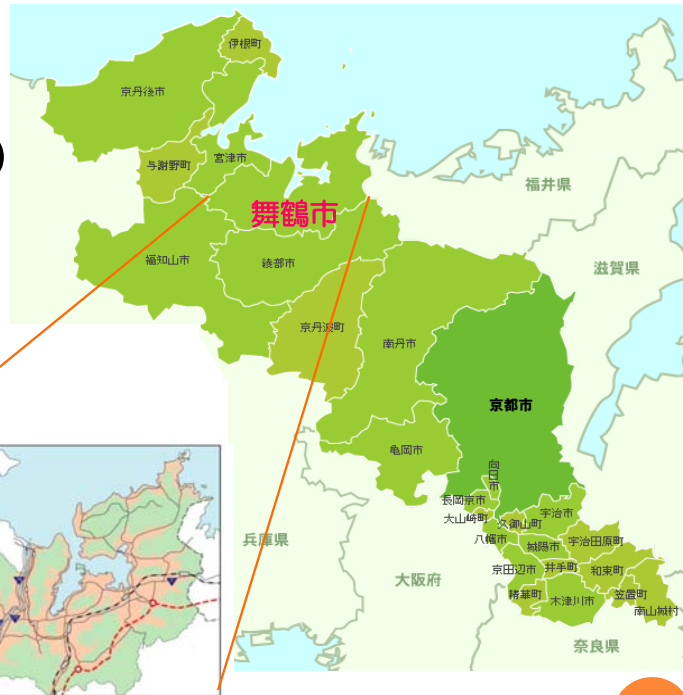 伊根町
京丹後市
与謝野町
宮津市
舞鶴市
福井県
滋賀県
福知山市
綾部市
京丹波町
南丹市
京都市
亀岡市
向日市
長岡京市
大山崎町
久御山町
宇治市
八幡市
城陽市
宇治田原町
京田辺市
井手町
和束町
精華町
木津川市
笠置町
南山城村
兵庫県
大阪府
奈良県